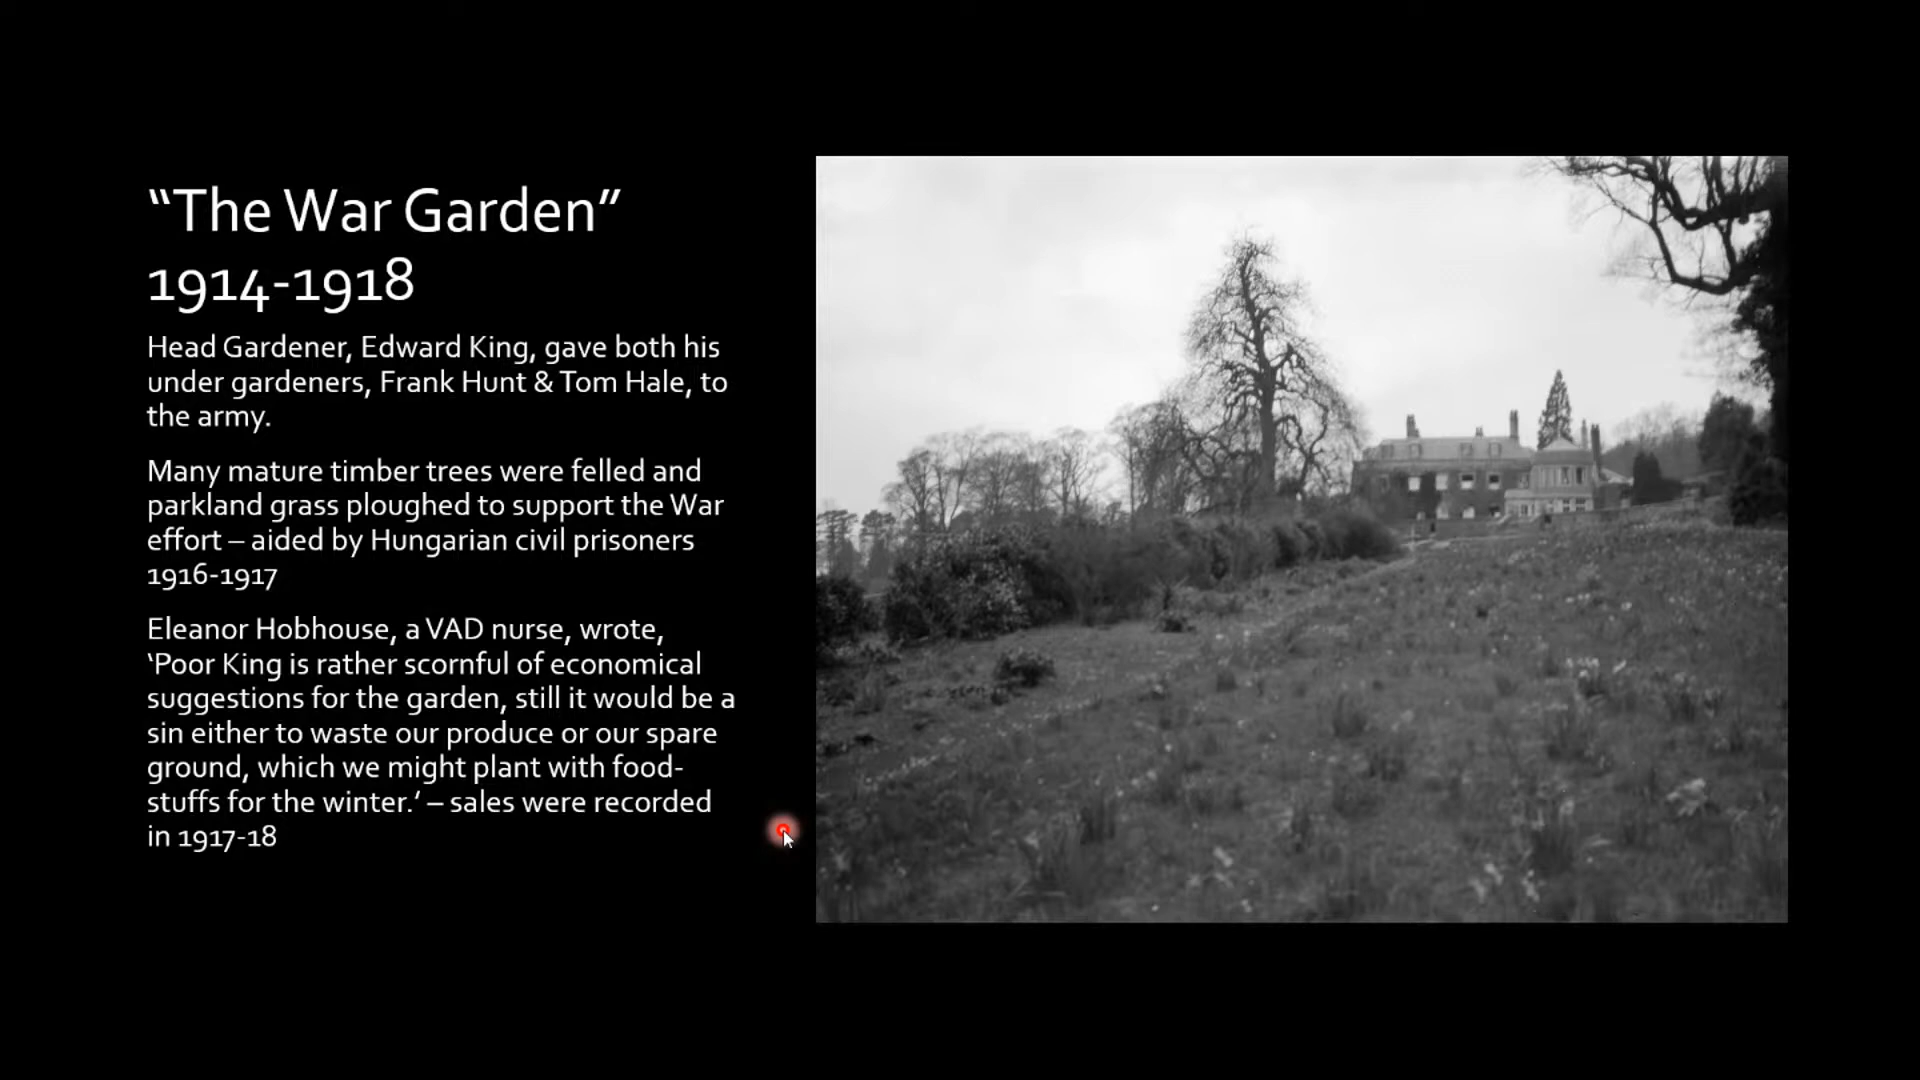 “The War Garden”
1914-1918
Head Gardener, Edward King, gave both his
under gardeners, Frank Hunt & Tom Hale, to
the army.
Many mature timber trees were felled and
parkland grass ploughed to support the War
effort – aided by Hungarian civil prisoners
1916-1917
Eleanor Hobhouse, a VAD nurse, wrote,
‘Poor King is rather scornful of economical
suggestions for the garden, still it would be a
sin either to waste our produce or our spare
ground, which we might plant with food-
stuffs for the winter.’ – sales were recorded
in 1917-18